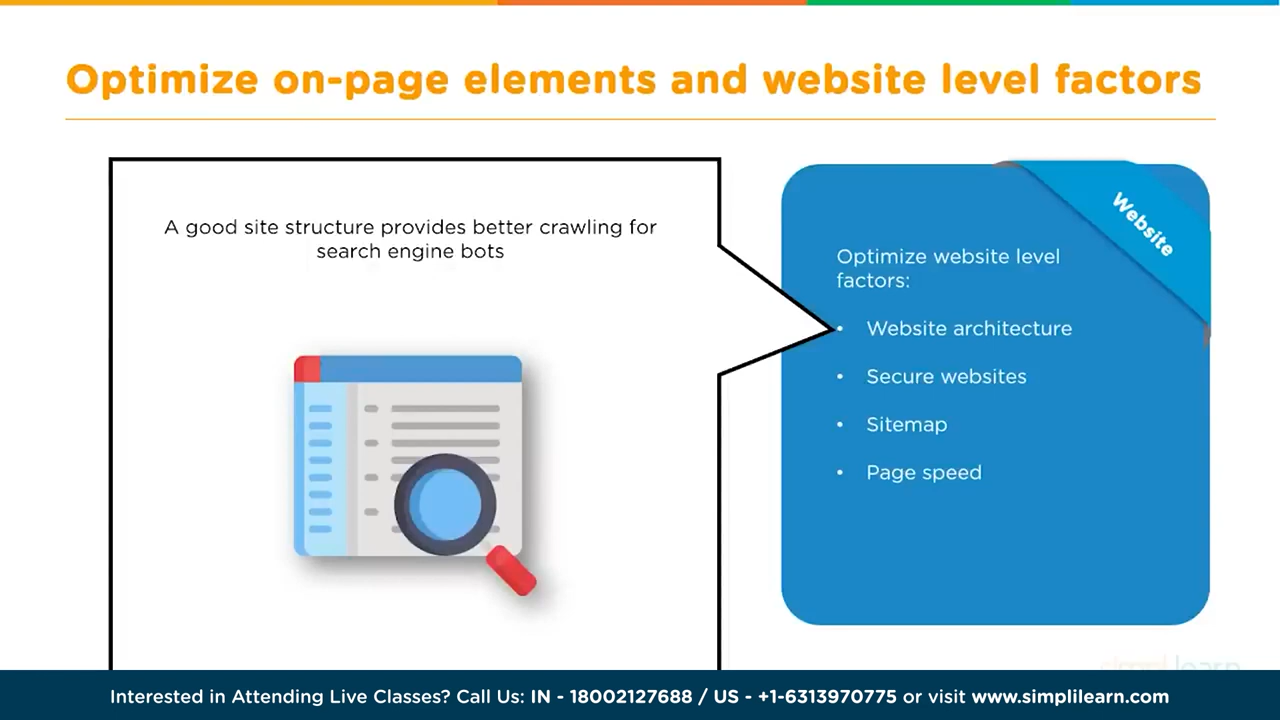 Optimize on-page elements and website level factors
A good site structure provides better crawling for
search engine bots
Website
Optimize website level
factors:
• Website architecture
• Secure websites
• Sitemap
• Page speed
simplilearn
Interested in Attending Live Classes? Call Us: IN - 18002127688 / US - +1-6313970775 or visit www.simplilearn.com